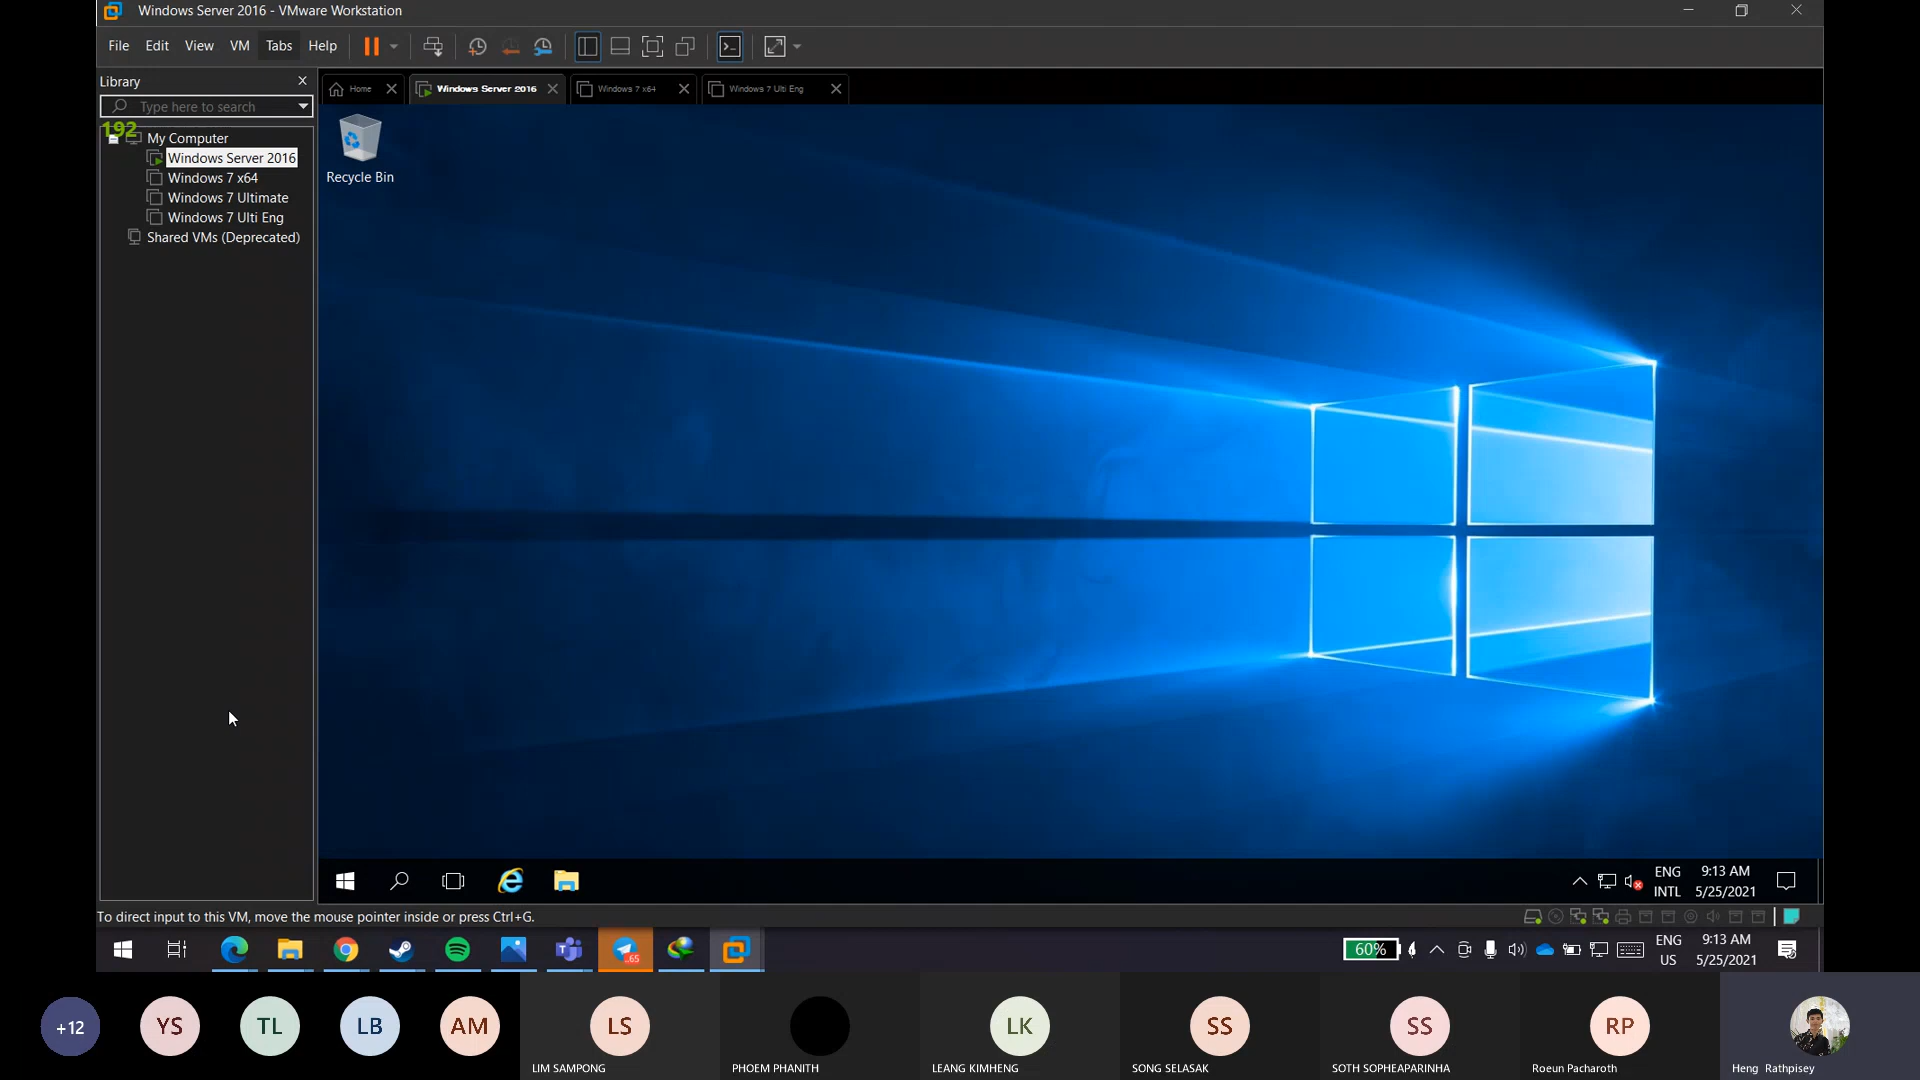 Windows Server 2016 - VMware Workstation
File Edit View VM Tabs Help
Library
Home
Windows Server 2016
Windows 7 x64
Windows 7 Ulti Eng
Type here to search
192
My Computer
Windows Server 2016
Windows 7 x64
Windows 7 Ultimate
Windows 7 Ulti Eng
Shared VMs (Deprecated)
Recycle Bin
ENG
INTL
9:13 AM
5/25/2021
To direct input to this VM, move the mouse pointer inside or press Ctrl+G.
.65
60%
ENG
US
9:13 AM
5/25/2021
+12
YS
TL
LB
AM
LS
LIM SAMPONG
PHOEM PHANITH
LK
LEANG KIMHENG
SS
SONG SELASAK
SS
SOTH SOPHEAPARINHA
RP
Roeun Pacharoth
Heng Rathpisey